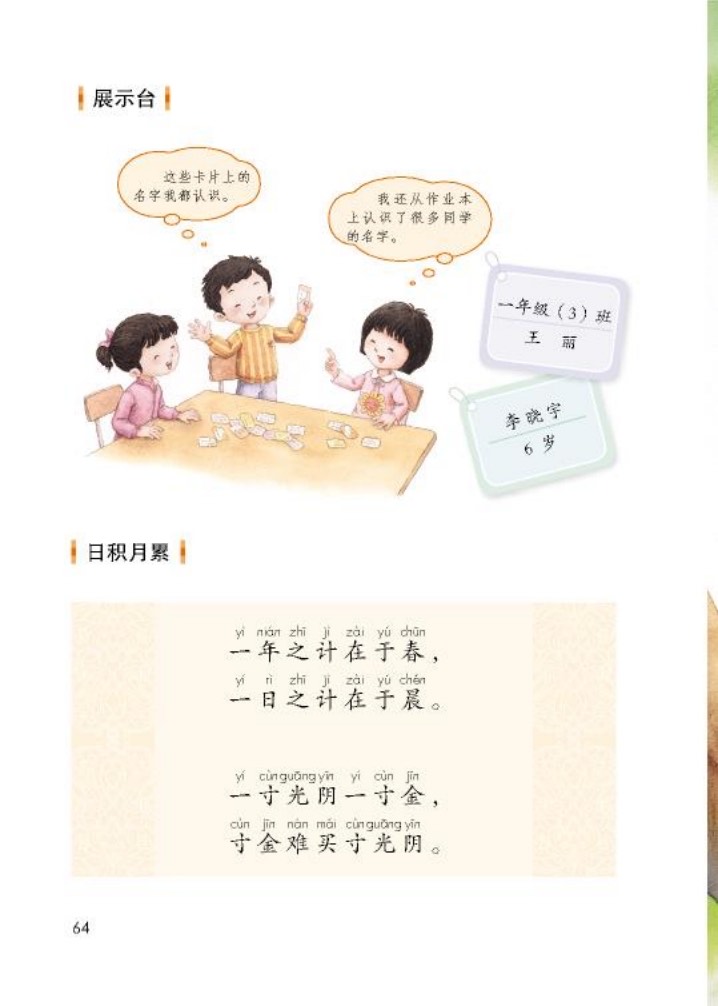 展示台
这些卡片上的
名字我都认识。
我还从作业本
上认识了很多同学
的名字。
一年级（3）班
王 丽
李晓宇
6岁
日积月累
yì nián zhī jì zài yú chūn
一年之计在于春，
yí rì zhī jì zài yú chén
一日之计在于晨。
yí cùn guāng yīn yí cùn jīn
一寸光阴一寸金，
cùn jīn nán mǎi cùn guāng yīn
寸金难买寸光阴。
64